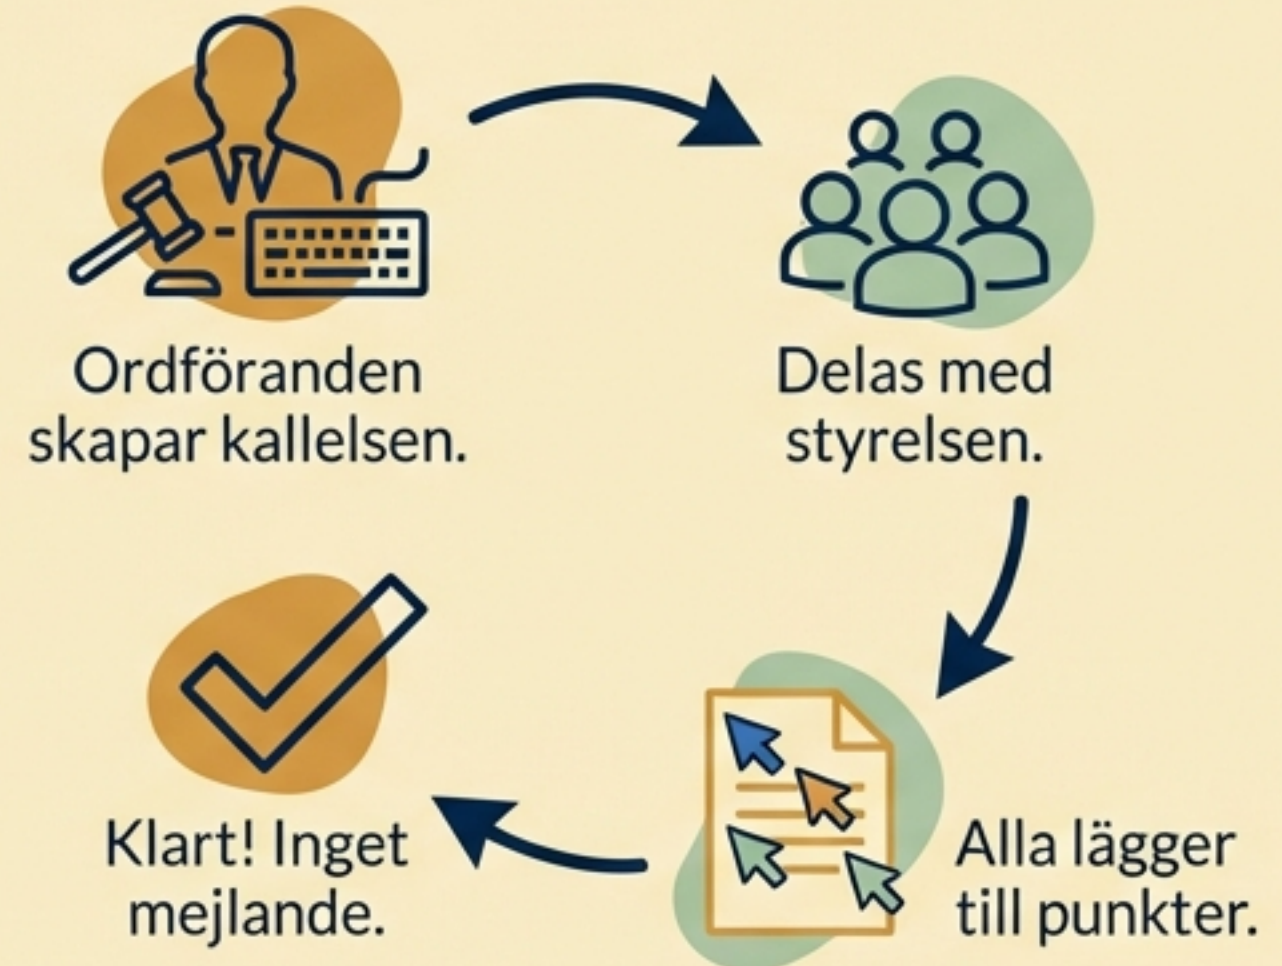 Ordföranden
skapar kallelsen.
Delas med
styrelsen.
Alla lägger
till punkter.
Klart! Inget
mejlande.